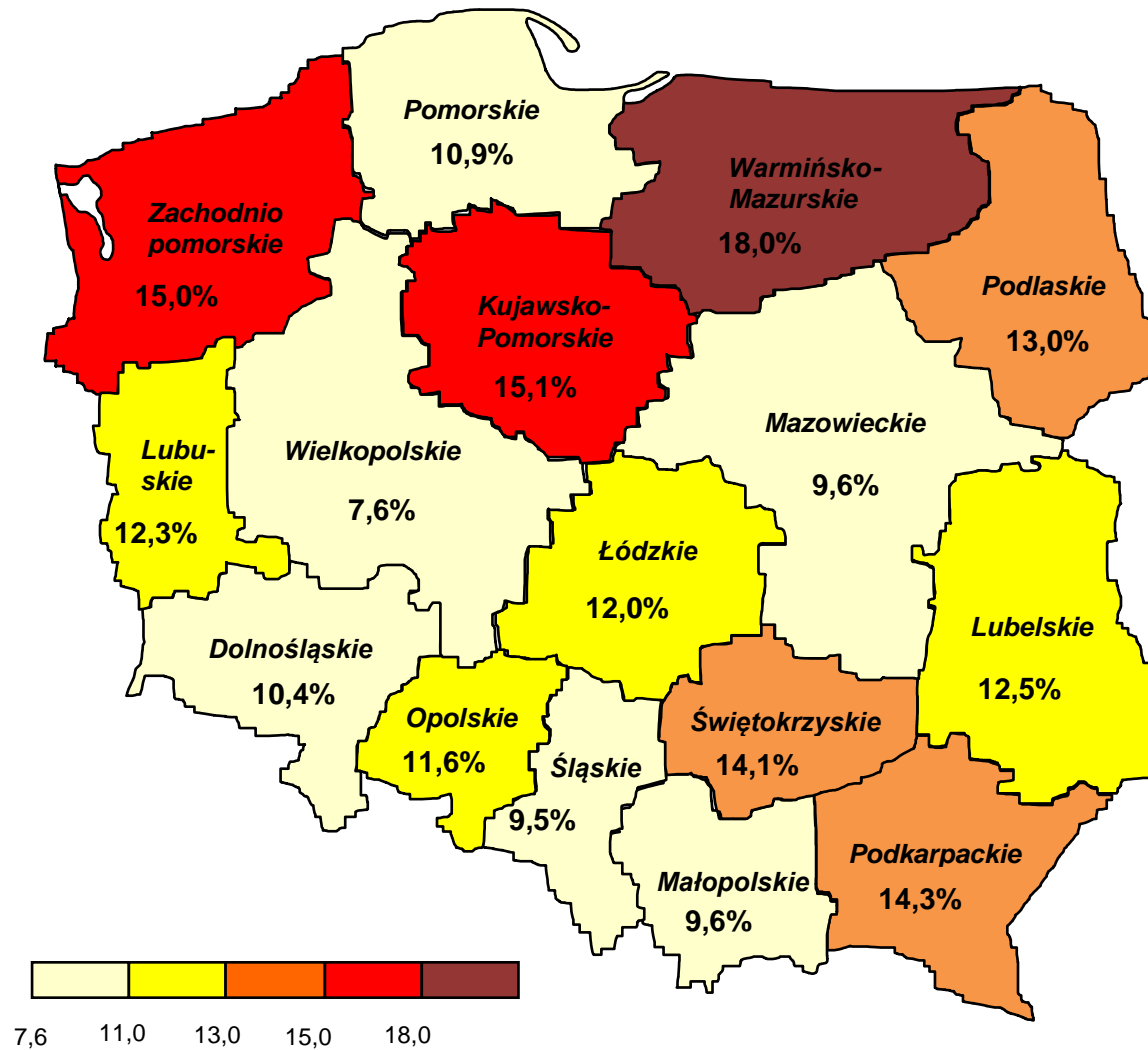 Pomorskie
10,9%
Warmińsko-
Mazurskie
18,0%
Zachodnio
pomorskie
15,0%
Podlaskie
13,0%
Kujawsko-
Pomorskie
15,1%
Mazowieckie
9,6%
Lubu-
skie
12,3%
Wielkopolskie
7,6%
Łódzkie
12,0%
Lubelskie
12,5%
Dolnośląskie
10,4%
Opolskie
11,6%
Śląskie
9,5%
Świętokrzyskie
14,1%
Małopolskie
9,6%
Podkarpackie
14,3%
7,6 11,0 13,0 15,0 18,0